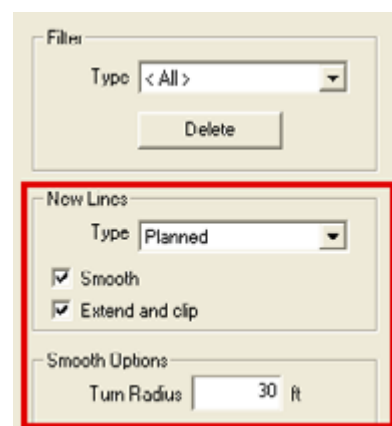 Filter
Type < All >
Delete
New Lines
Type Planned
Smooth
Extend and clip
Smooth Options
Turn Radius 30 ft